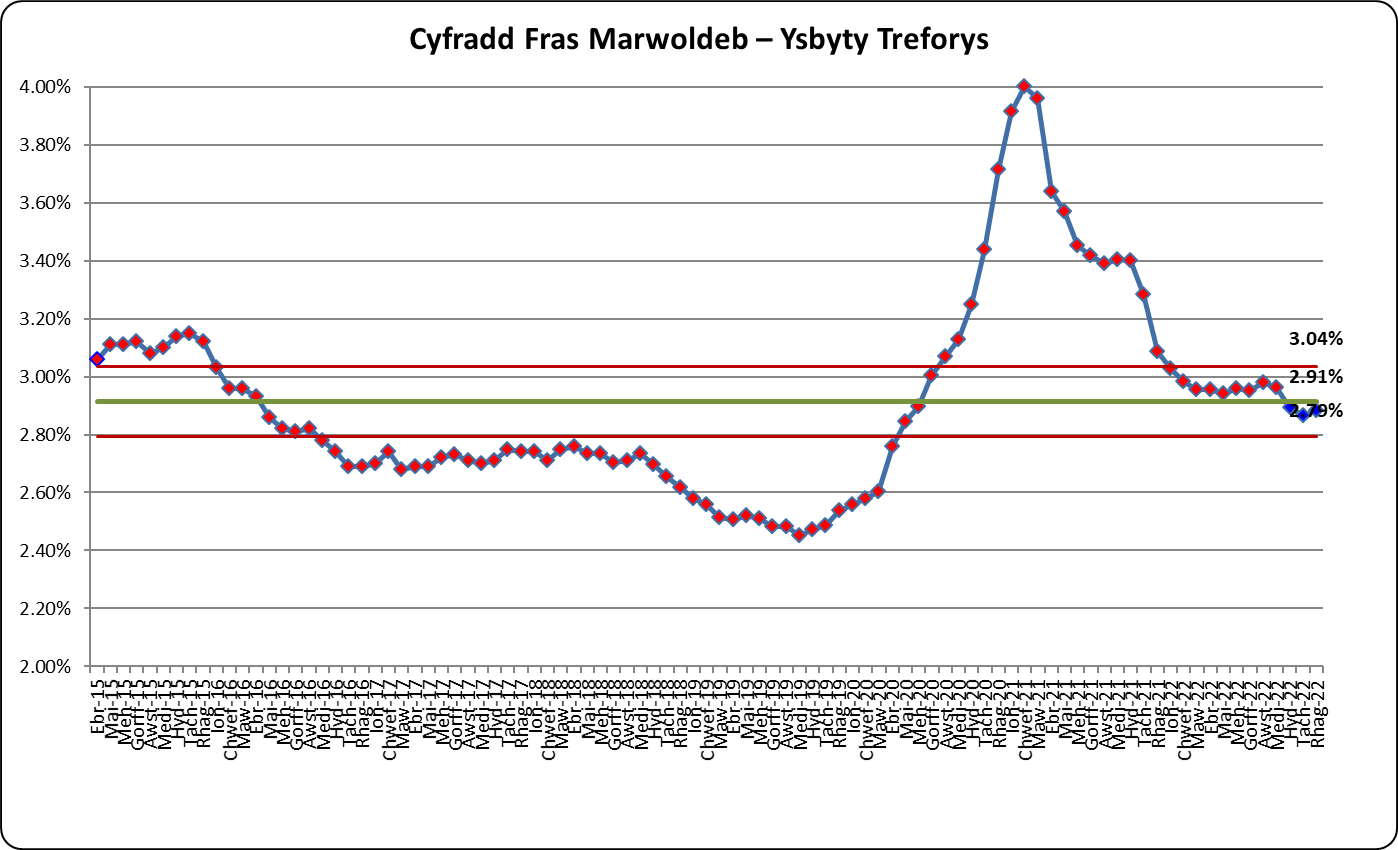 Cyfradd Fras Marwoldeb – Ysbyty Treforys
4.00%
3.80%
3.60%
3.40%
3.20%
3.00%
2.80%
2.60%
2.40%
2.20%
2.00%
3.04%
2.91%
2.79%
Ebr-15
Mai-15
Meh-15
Gorff-15
Awst-15
Medi-15
Hyd-15
Tach-15
Rhag-15
Ion-16
Chwef-16
Maw-16
Ebr-16
Mai-16
Meh-16
Gorff-16
Awst-16
Medi-16
Hyd-16
Tach-16
Rhag-16
Ion-17
Chwef-17
Maw-17
Ebr-17
Mai-17
Meh-17
Gorff-17
Awst-17
Medi-17
Hyd-17
Tach-17
Rhag-17
Ion-18
Chwef-18
Maw-18
Ebr-18
Mai-18
Meh-18
Gorff-18
Awst-18
Medi-18
Hyd-18
Tach-18
Rhag-18
Ion-19
Chwef-19
Maw-19
Ebr-19
Mai-19
Meh-19
Gorff-19
Awst-19
Medi-19
Hyd-19
Tach-19
Rhag-19
Ion-20
Chwef-20
Maw-20
Ebr-20
Mai-20
Meh-20
Gorff-20
Awst-20
Medi-20
Hyd-20
Tach-20
Rhag-20
Ion-21
Chwef-21
Maw-21
Ebr-21
Mai-21
Meh-21
Gorff-21
Awst-21
Medi-21
Hyd-21
Tach-21
Rhag-21
Ion-22
Chwef-22
Maw-22
Ebr-22
Mai-22
Meh-22
Gorff-22
Awst-22
Medi-22
Hyd-22
Tach-22
Rhag-22